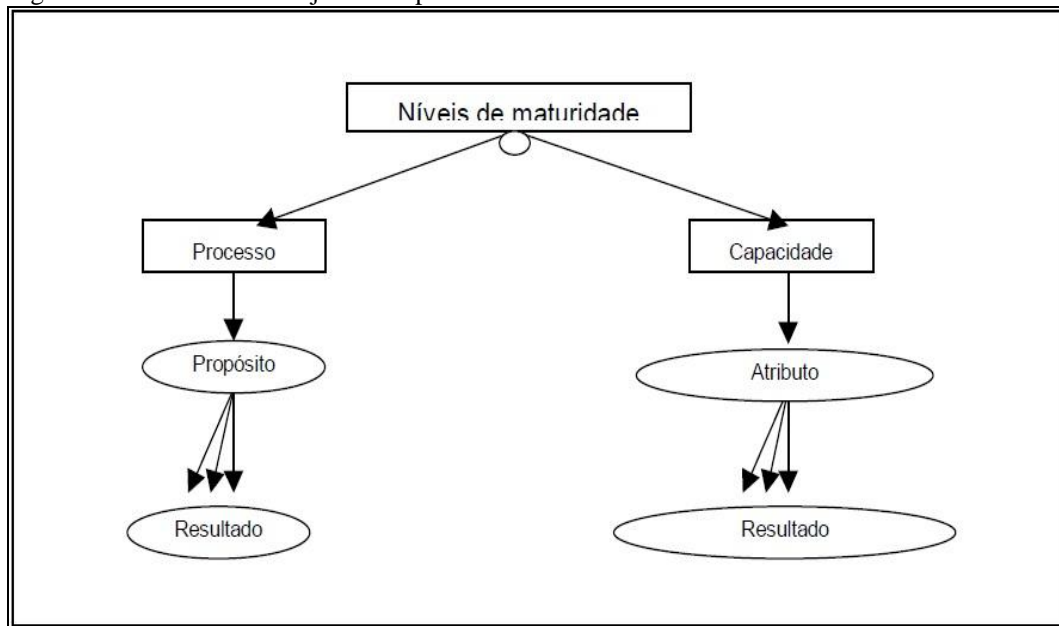 Níveis de maturidade
Processo
Capacidade
Propósito
Atributo
Resultado
Resultado